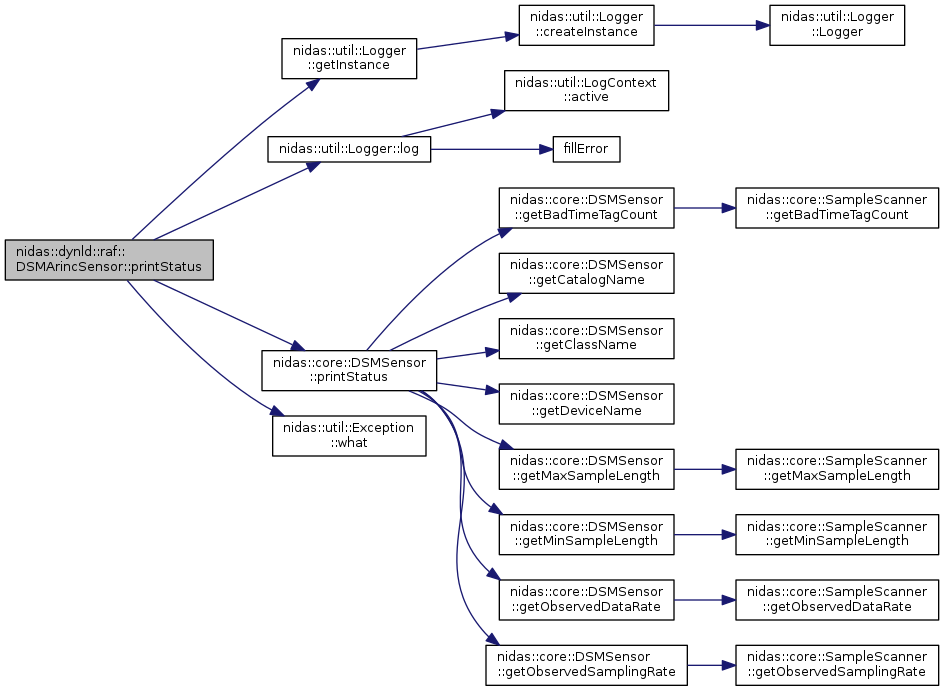 nidas::dynld::raf::
DSMArincSensor::printStatus
nidas::util::Logger
::getInstance
nidas::util::Logger
::createInstance
nidas::util::Logger
::Logger
nidas::util::Logger::log
nidas::util::LogContext
::active
fillError
nidas::core::DSMSensor
::printStatus
nidas::core::DSMSensor
::getBadTimeTagCount
nidas::core::SampleScanner
::getBadTimeTagCount
nidas::core::DSMSensor
::getCatalogName
nidas::core::DSMSensor
::getClassName
nidas::core::DSMSensor
::getDeviceName
nidas::core::DSMSensor
::getMaxSampleLength
nidas::core::SampleScanner
::getMaxSampleLength
nidas::core::DSMSensor
::getMinSampleLength
nidas::core::SampleScanner
::getMinSampleLength
nidas::core::DSMSensor
::getObservedDataRate
nidas::core::SampleScanner
::getObservedDataRate
nidas::core::DSMSensor
::getObservedSamplingRate
nidas::core::SampleScanner
::getObservedSamplingRate
nidas::util::Exception
::what